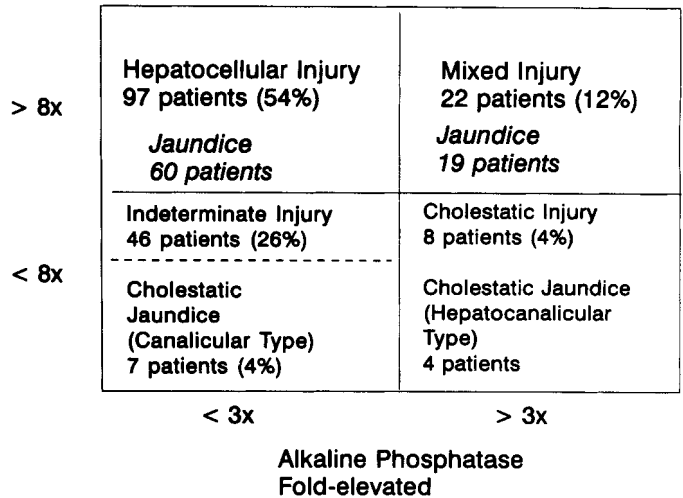 > 8x
Hepatocellular Injury
97 patients (54%)
Jaundice
60 patients
Mixed Injury
22 patients (12%)
Jaundice
19 patients
< 8x
Indeterminate Injury
46 patients (26%)
Cholestatic
Jaundice
(Canalicular Type)
7 patients (4%)
Cholestatic Injury
8 patients (4%)
Cholestatic Jaundice
(Hepatocanalicular
Type)
4 patients
< 3x
> 3x
Alkaline Phosphatase
Fold-elevated